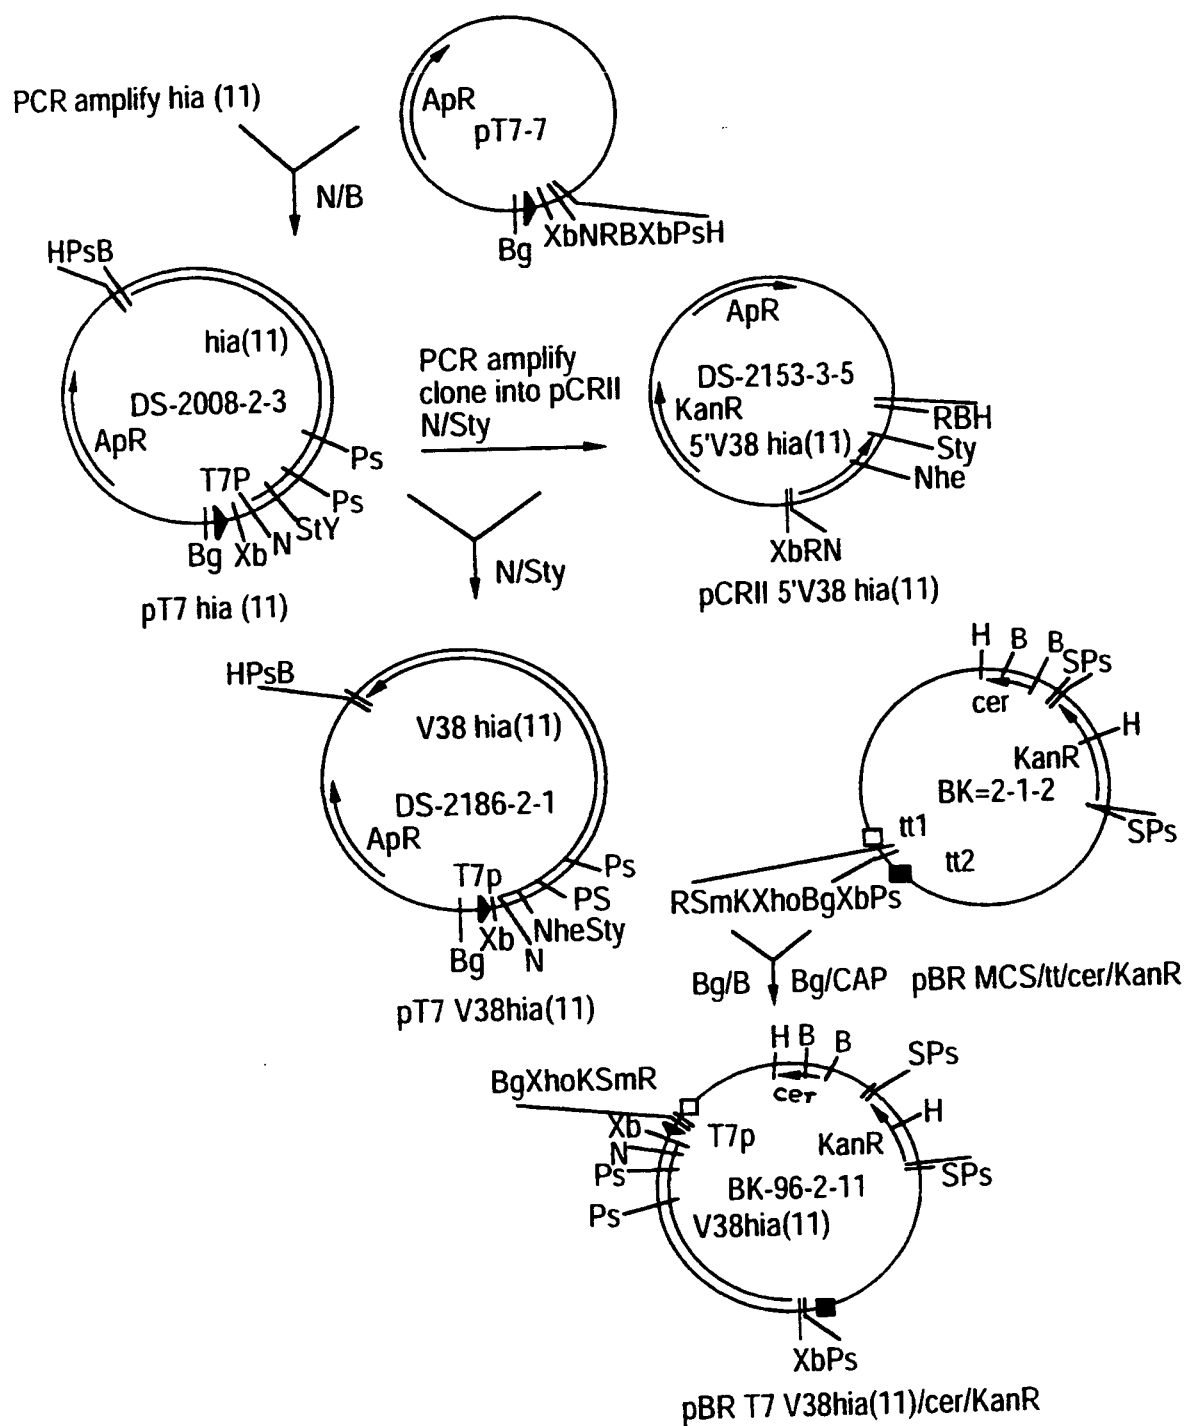 PCR amplify hia (11)
ApR
pT7-7
N/B
Bg
XbNRBXbPsH
HPsB
hia(11)
DS-2008-2-3
ApR
T7P
Ps
Ps
StY
N
Xb
Bg
pT7 hia (11)
PCR amplify
clone into pCRII
N/Sty
ApR
DS-2153-3-5
KanR
5'V38 hia(11)
RBH
Sty
Nhe
XbRN
pCRII 5'V38 hia(11)
N/Sty
HPsB
V38 hia(11)
DS-2186-2-1
ApR
T7p
Ps
PS
NheSty
N
Xb
Bg
pT7 V38hia(11)
H
B
B
SPs
cer
H
KanR
BK=2-1-2
SPs
tt1
tt2
RSmKXhoBgXbPs
Bg/B
Bg/CAP
pBR MCS/tt/cer/KanR
H
B
B
SPs
cer
BgXhoKSmR
Xb
N
Ps
Ps
T7p
KanR
H
SPs
BK-96-2-11
V38hia(11)
XbPs
pBR T7 V38hia(11)/cer/KanR